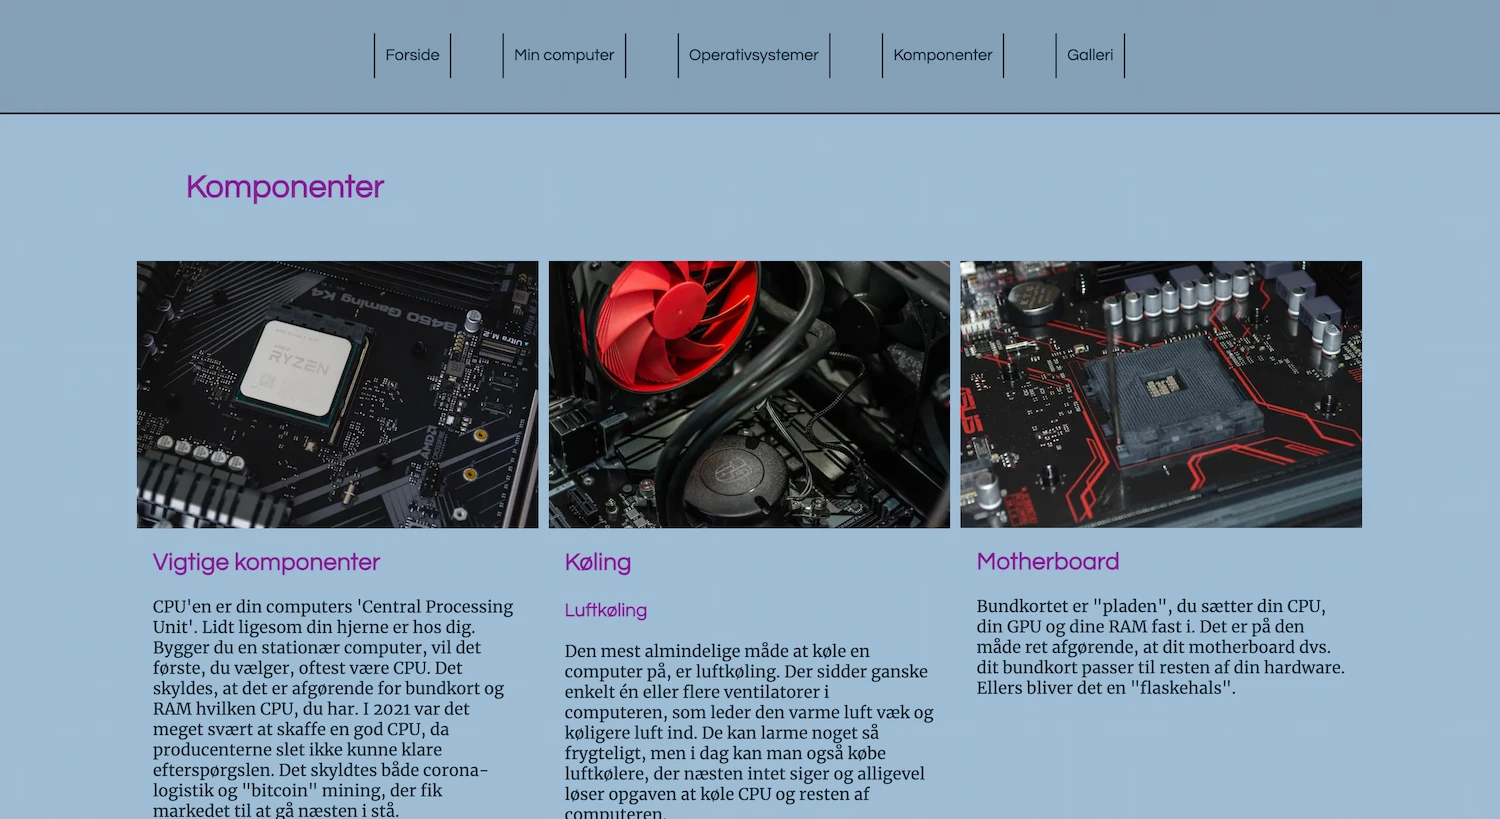 Forside
Min computer
Operativsystemer
Komponenter
Galleri
Komponenter
B450 Gaming K4
RYZEN
AMD
Vigtige komponenter
CPU'en er din computers 'Central Processing
Unit'. Lidt ligesom din hjerne er hos dig.
Bygger du en stationær computer, vil det
første, du vælger, oftest være CPU. Det
skyldes, at det er afgørende for bundkort og
RAM hvilken CPU, du har. I 2021 var det
meget svært at skaffe en god CPU, da
producenterne slet ikke kunne klare
efterspørgslen. Det skyldtes både corona-
logistik og "bitcoin" mining, der fik
markedet til at gå næsten i stå.
Køling
Luftkøling
Den mest almindelige måde at køle en
computer på, er luftkøling. Der sidder ganske
enkelt én eller flere ventilatorer i
computeren, som leder den varme luft væk og
køligere luft ind. De kan larme noget så
frygteligt, men i dag kan man også købe
luftkølere, der næsten intet siger og alligevel
løser opgaven at køle CPU og resten af
computeren.
Motherboard
Bundkortet er "pladen", du sætter din CPU,
din GPU og dine RAM fast i. Det er på den
måde ret afgørende, at dit motherboard dvs.
dit bundkort passer til resten af din hardware.
Ellers bliver det en "flaskehals".